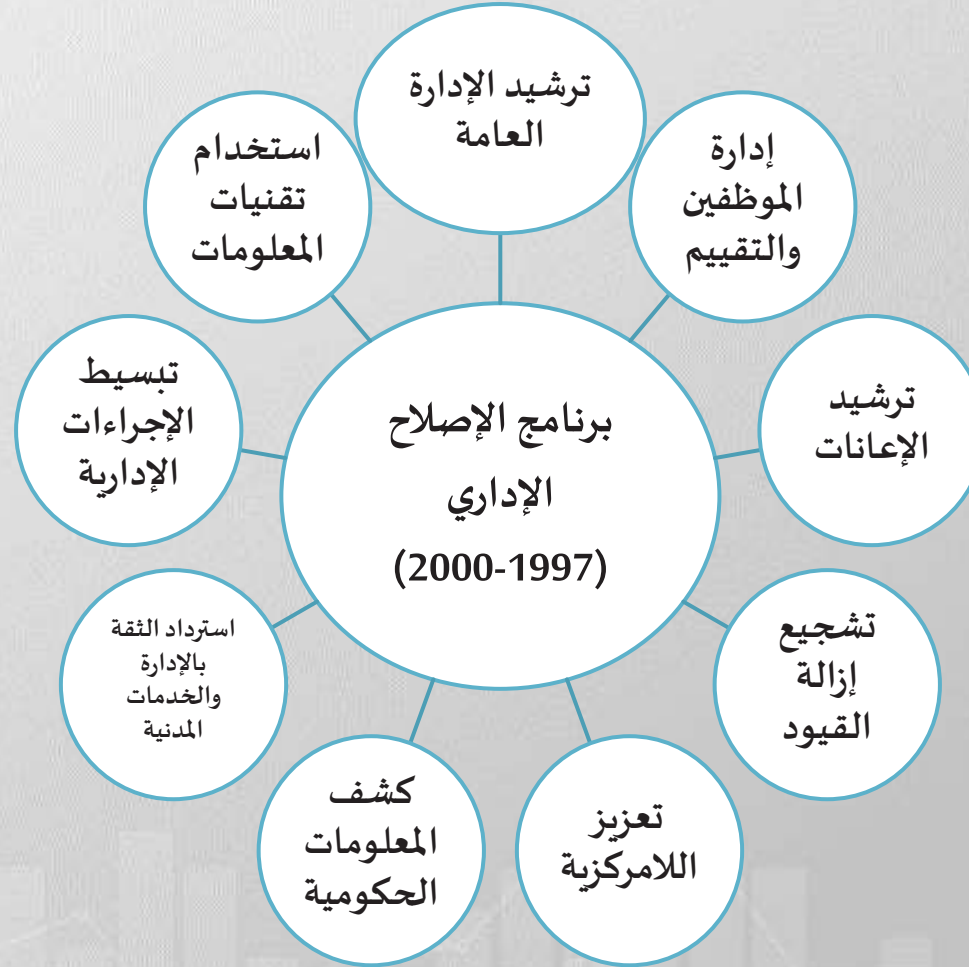 ترشيد الإدارة
العامة
إدارة
الموظفين
والتقييم
ترشيد
الإعانات
تشجيع
إزالة
القيود
تعزيز
اللامركزية
كشف
المعلومات
الحكومية
استرداد الثقة
بالإدارة
والخدمات
المدنية
تبسيط
الإجراءات
الإدارية
استخدام
تقنيات
المعلومات
برنامج الإصلاح
الإداري
(1997-2000)